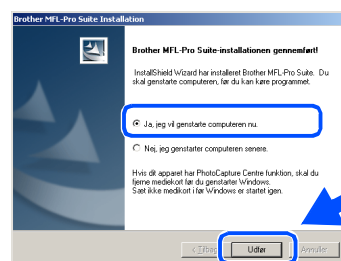 Brother MFL-Pro Suite Installation
Brother MFL-Pro Suite-installationen gennemført!
InstallShield Wizard har installeret Brother MFL-Pro Suite. Du
skal genstarte computeren, før du kan køre programmet.
Ja, jeg vil genstarte computeren nu.
Nej, jeg genstarter computeren senere.
Hvis dit apparet har PhotoCapture Centre funktion, skal du
fjerne mediekort før du genstarter Windows.
Sæt ikke medikort i før Windows er startet igen.
< Tilbage Udfør Annuller